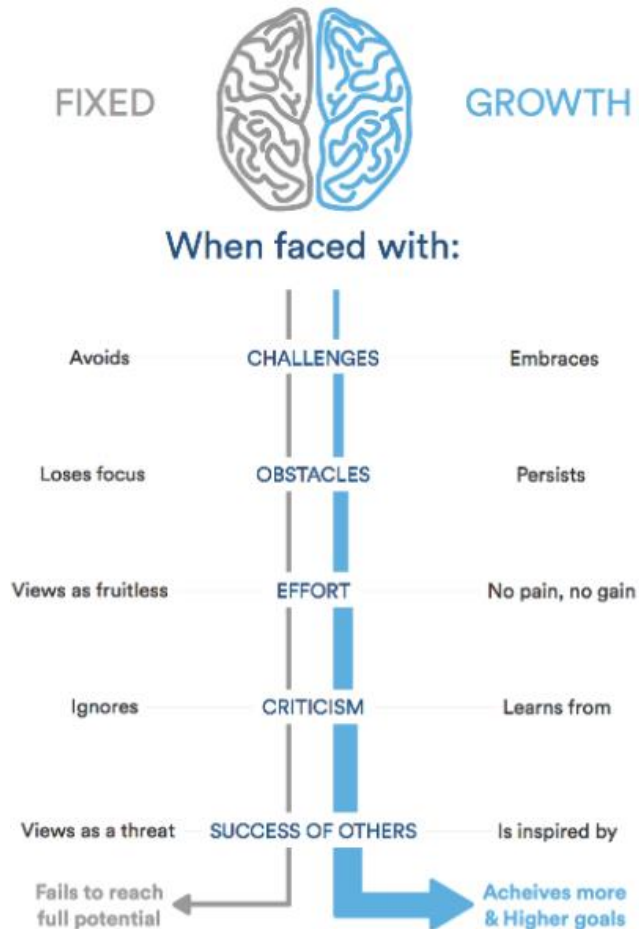 FIXED GROWTH
When faced with:
Avoids CHALLENGES Embraces
Loses focus OBSTACLES Persists
Views as fruitless EFFORT No pain, no gain
Ignores CRITICISM Learns from
Views as a threat SUCCESS OF OTHERS Is inspired by
Fails to reach
full potential
Acheives more
& Higher goals